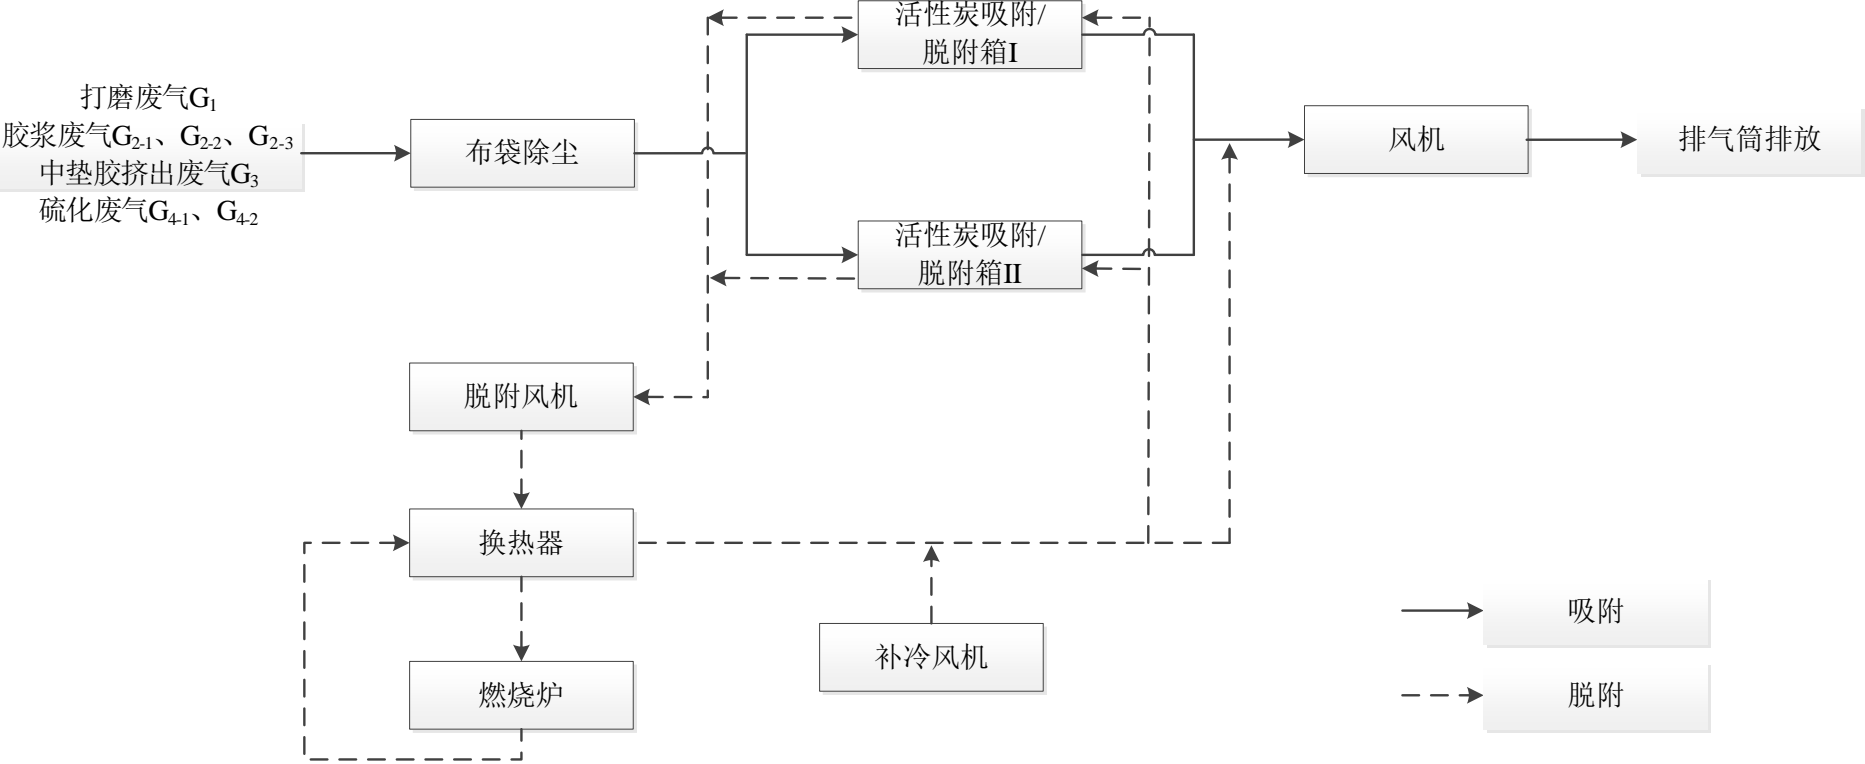 活性炭吸附/
脱附箱I
打磨废气G1
胶浆废气G2-1、G2-2、G2-3
中垫胶挤出废气G3
硫化废气G4-1、G4-2
布袋除尘
风机
排气筒排放
活性炭吸附/
脱附箱II
脱附风机
换热器
补冷风机
燃烧炉
吸附
脱附